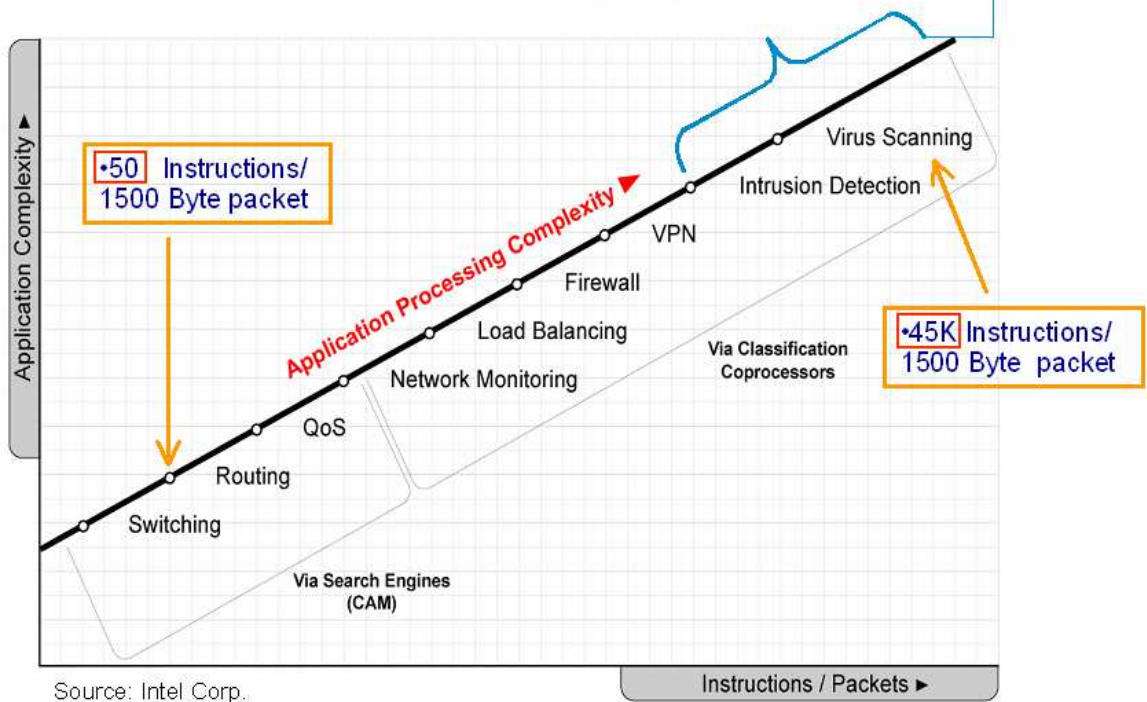 Application Complexity ►
•50 Instructions/
1500 Byte packet
Application Processing Complexity ►
Virus Scanning
Intrusion Detection
VPN
Firewall
Load Balancing
Network Monitoring
QoS
Routing
Switching
Via Classification
Coprocessors
•45K Instructions/
1500 Byte packet
Via Search Engines
(CAM)
Source: Intel Corp.
Instructions / Packets ►